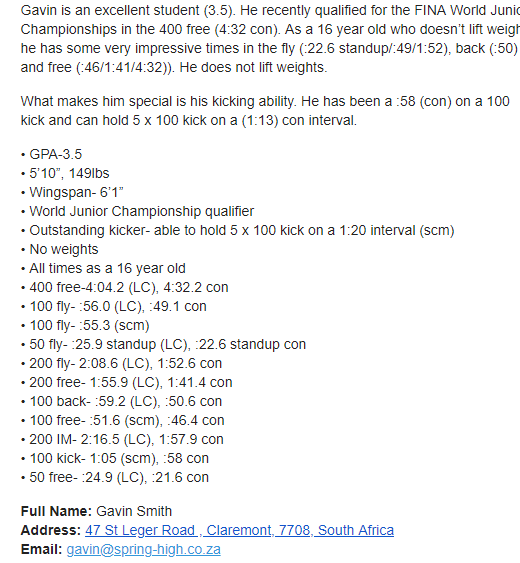 Gavin is an excellent student (3.5). He recently qualified for the FINA World Junio
Championships in the 400 free (4:32 con). As a 16 year old who doesn't lift weigh
he has some very impressive times in the fly (:22.6 standup/:49/1:52), back (:50)
and free (:46/1:41/4:32)). He does not lift weights.
What makes him special is his kicking ability. He has been a :58 (con) on a 100
kick and can hold 5 x 100 kick on a (1:13) con interval.
• GPA-3.5
• 5'10”, 149lbs
• Wingspan- 6'1”
• World Junior Championship qualifier
• Outstanding kicker- able to hold 5 x 100 kick on a 1:20 interval (scm)
• No weights
• All times as a 16 year old
• 400 free-4:04.2 (LC), 4:32.2 con
• 100 fly- :56.0 (LC), :49.1 con
• 100 fly- :55.3 (scm)
• 50 fly- :25.9 standup (LC), :22.6 standup con
• 200 fly- 2:08.6 (LC), 1:52.6 con
• 200 free- 1:55.9 (LC), 1:41.4 con
• 100 back- :59.2 (LC), :50.6 con
• 100 free- :51.6 (scm), :46.4 con
• 200 IM- 2:16.5 (LC), 1:57.9 con
• 100 kick- 1:05 (scm), :58 con
• 50 free- :24.9 (LC), :21.6 con
Full Name: Gavin Smith
Address: 47 St Leger Road , Claremont, 7708, South Africa
Email: gavin@spring-high.co.za